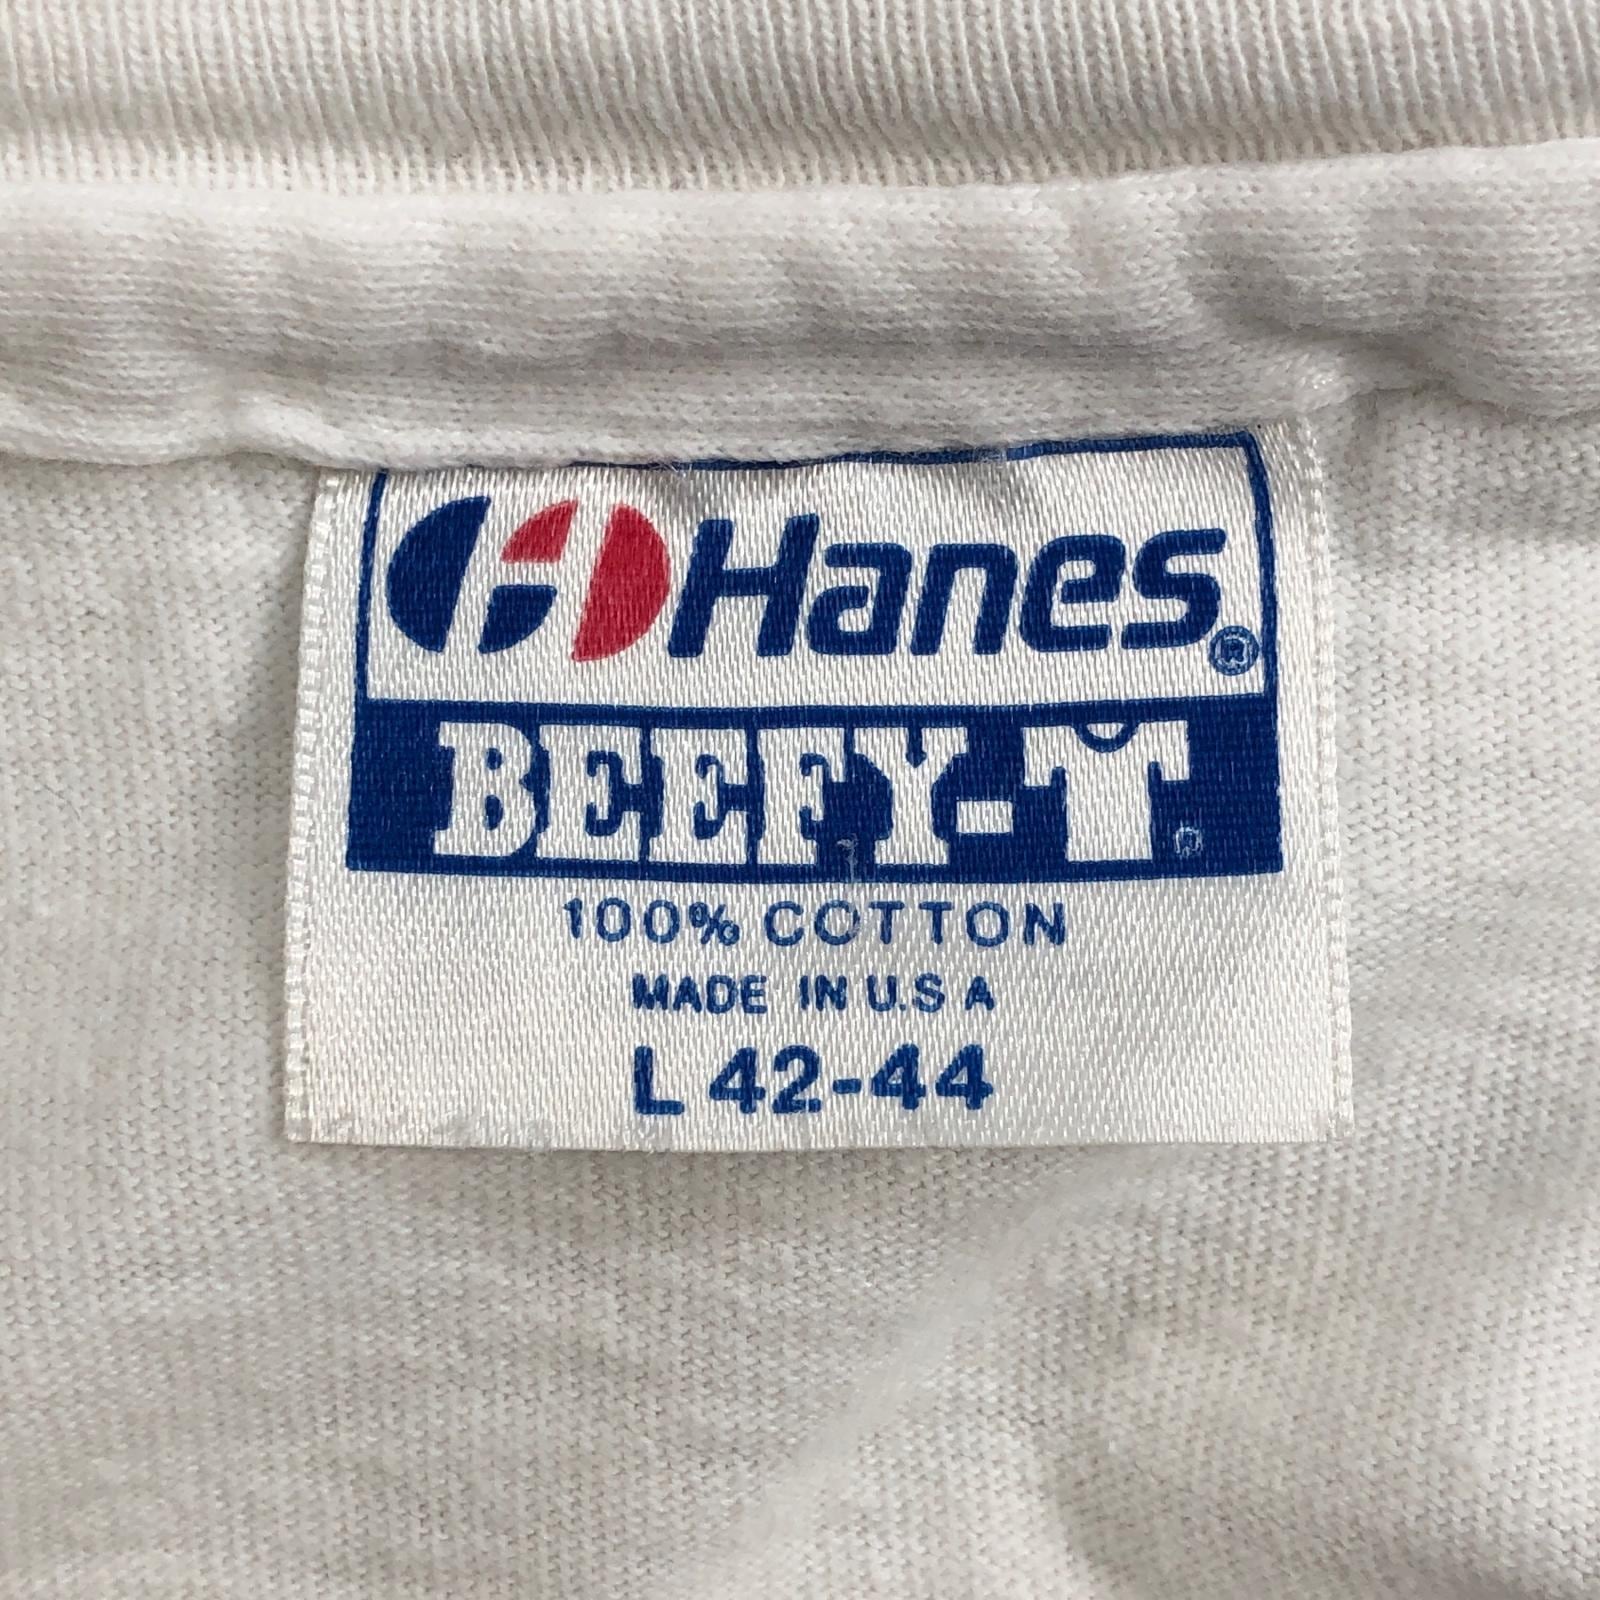 Hanes®
BEEFY-T®
100% COTTON
MADE IN U.S A
L 42-44